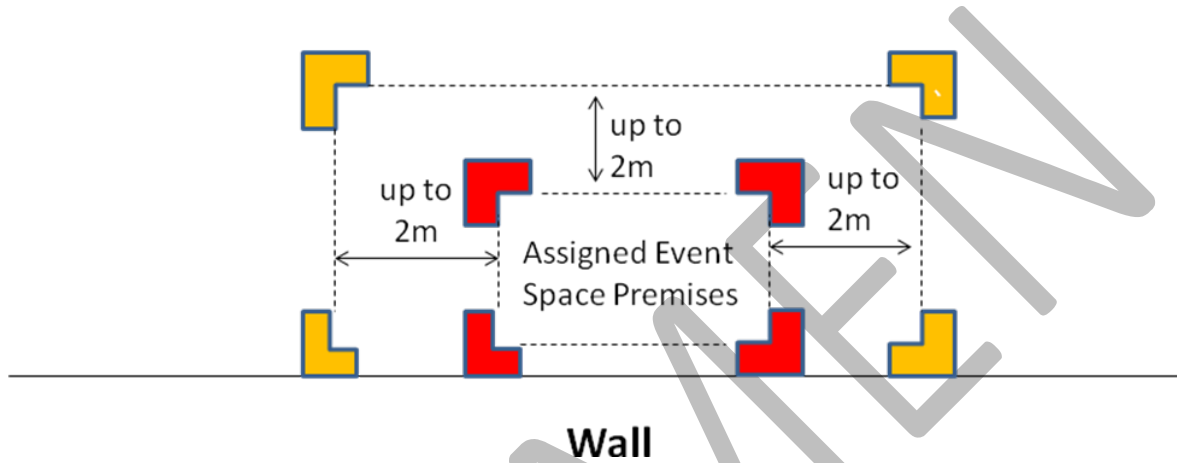 up to
2m
up to
2m
up to
2m
Assigned Event
Space Premises
Wall